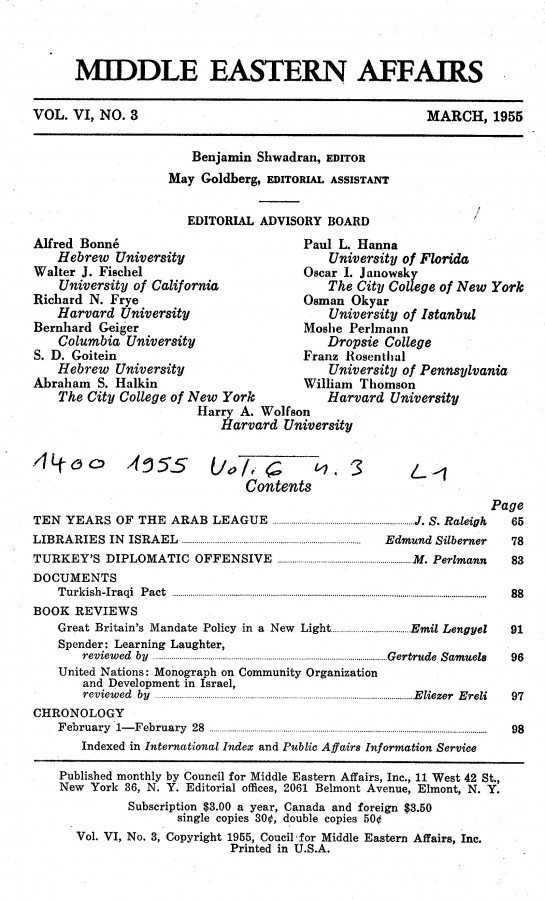 MIDDLE EASTERN AFFAIRS
VOL. VI, NO. 3 MARCH, 1955
Benjamin Shwadran, EDITOR
May Goldberg, EDITORIAL ASSISTANT
EDITORIAL ADVISORY BOARD
Alfred Bonné
Hebrew University
Walter J. Fischel
University of California
Richard N. Frye
Harvard University
Bernhard Geiger
Columbia University
S. D. Goitein
Hebrew University
Abraham S. Halkin
The City College of New York
Paul L. Hanna
University of Florida
Oscar I. Janowsky
The City College of New York
Osman Okyar
University of Istanbul
Moshe Perlmann
Dropsie College
Franz Rosenthal
University of Pennsylvania
William Thomson
Harvard University
Harry A. Wolfson
Harvard University
1400 1955 Vol. 6 n. 3 L1
Contents
Page
TEN YEARS OF THE ARAB LEAGUE J. S. Raleigh 65
LIBRARIES IN ISRAEL Edmund Silberner 78
TURKEY'S DIPLOMATIC OFFENSIVE M. Perlmann 83
DOCUMENTS
Turkish-Iraqi Pact 88
BOOK REVIEWS
Great Britain's Mandate Policy in a New Light Emil Lengyel 91
Spender: Learning Laughter,
reviewed by Gertrude Samuels 96
United Nations: Monograph on Community Organization
and Development in Israel,
reviewed by Eliezer Ereli 97
CHRONOLOGY
February 1—February 28 98
Indexed in International Index and Public Affairs Information Service
Published monthly by Council for Middle Eastern Affairs, Inc., 11 West 42 St.,
New York 36, N. Y. Editorial offices, 2061 Belmont Avenue, Elmont, N. Y.
Subscription $3.00 a year, Canada and foreign $3.50
single copies 30¢, double copies 50¢
Vol. VI, No. 3, Copyright 1955, Coucil for Middle Eastern Affairs, Inc.
Printed in U.S.A.